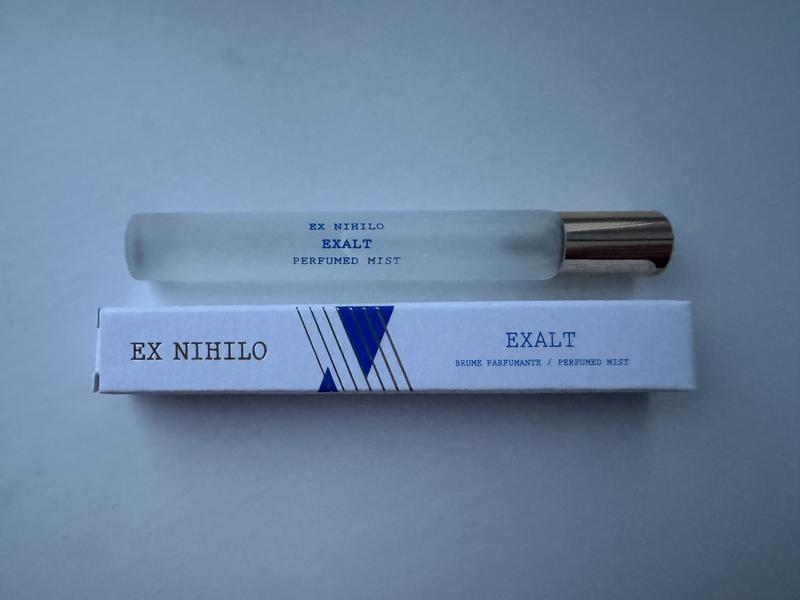 EX NIHILO
EXALT
PERFUMED MIST
EX NIHILO
EXALT
BRUME PARFUMANTE / PERFUMED MIST